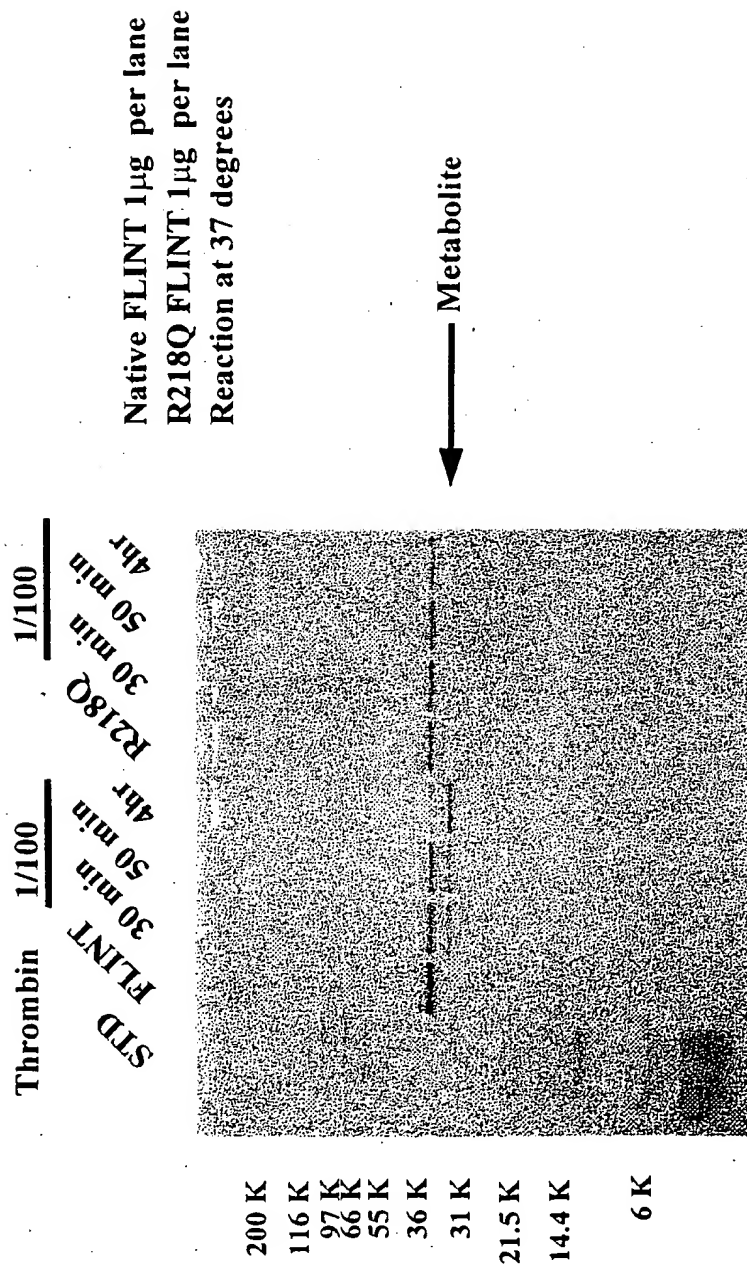 Thrombin 1/100 1/100
STD FLINT 30 min 50 min 4hr R218Q 30 min 50 min 4hr
Native FLINT 1µg per lane
R218Q FLINT 1µg per lane
Reaction at 37 degrees
200 K
116 K
97 K
66 K
55 K
36 K
31 K
21.5 K
14.4 K
6 K
Metabolite